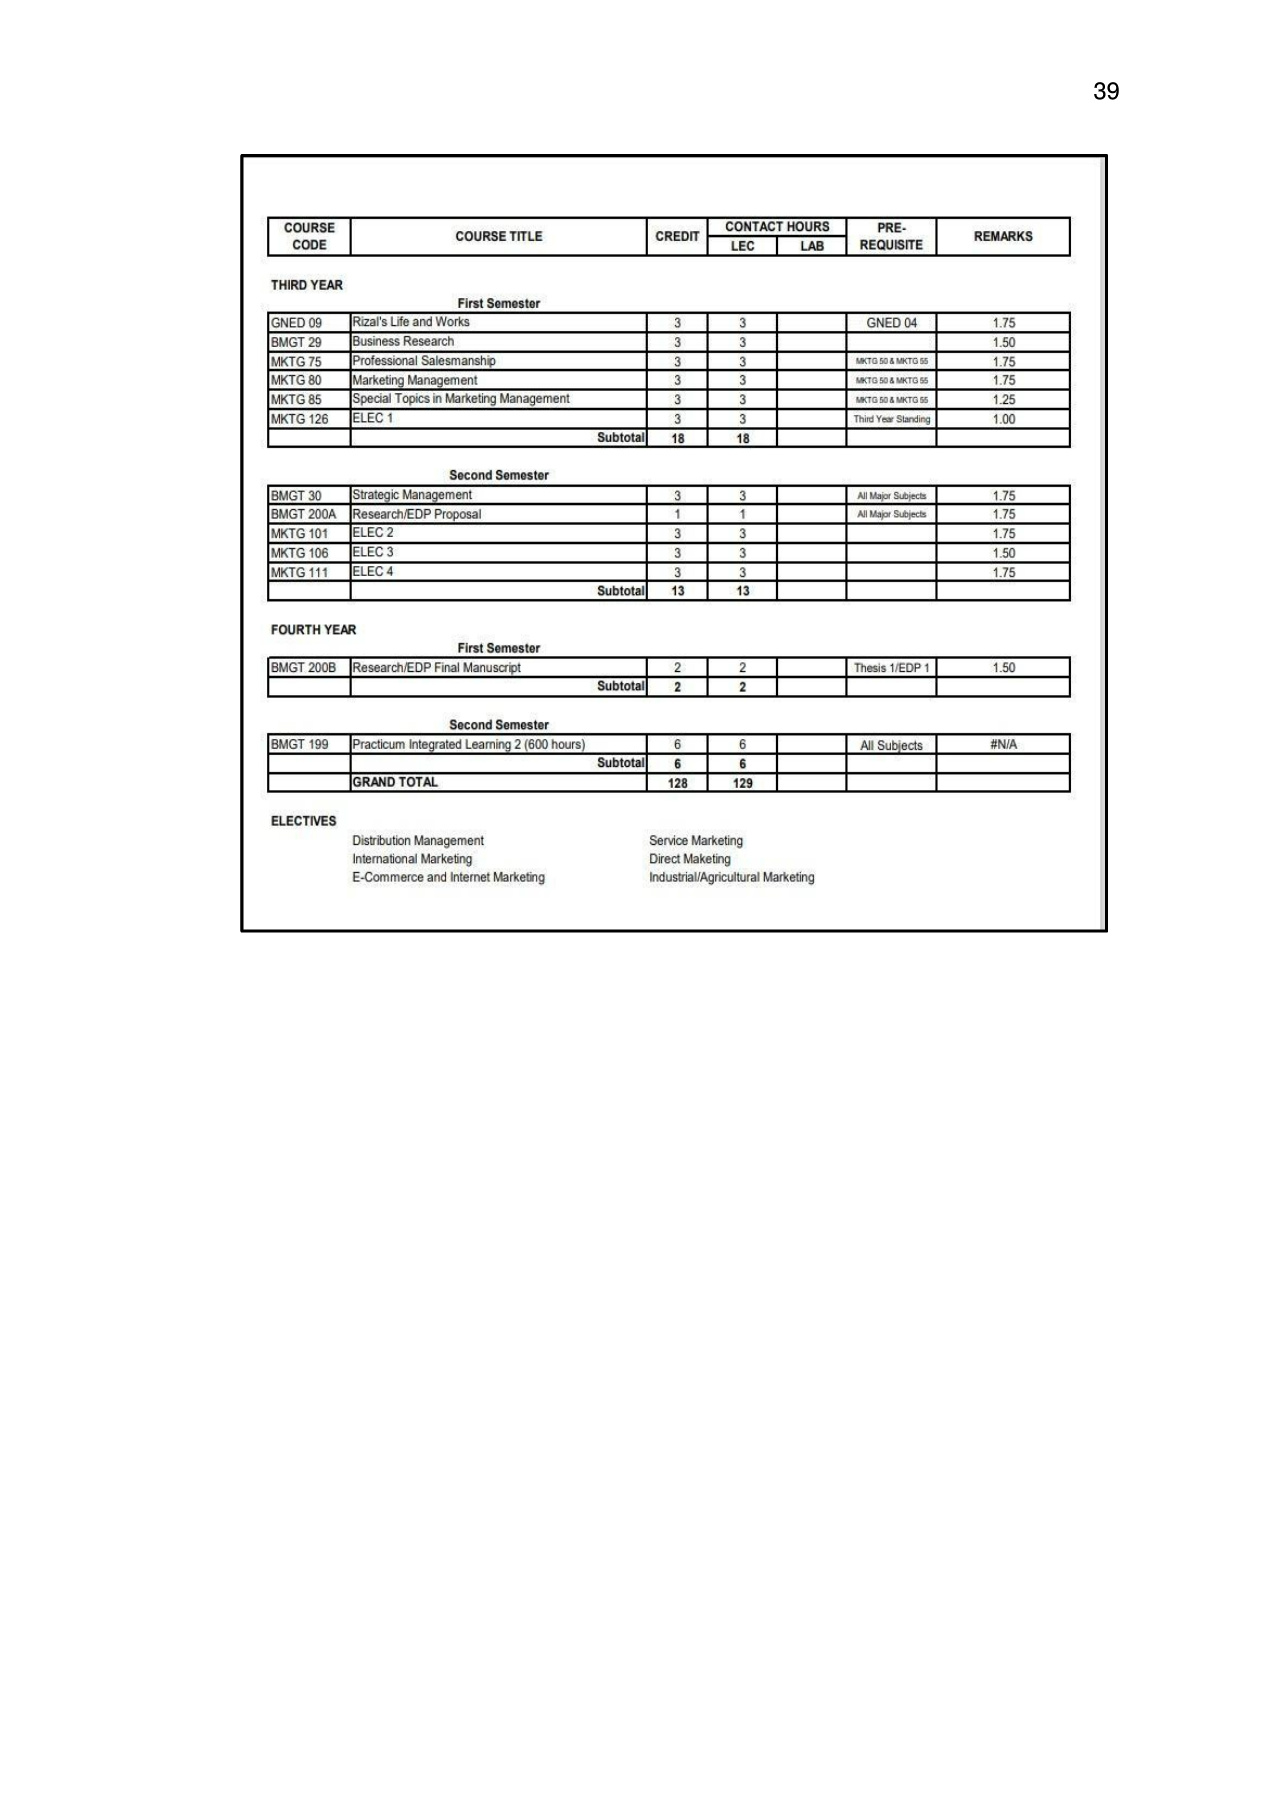 39
COURSE CODE COURSE TITLE CREDIT CONTACT HOURS LEC LAB PRE-REQUISITE REMARKS
THIRD YEAR
First Semester
GNED 09 Rizal's Life and Works 3 3 GNED 04 1.75
BMGT 29 Business Research 3 3 1.50
MKTG 75 Professional Salesmanship 3 3 MKTG 50 & MKTG 55 1.75
MKTG 80 Marketing Management 3 3 MKTG 50 & MKTG 55 1.75
MKTG 85 Special Topics in Marketing Management 3 3 MKTG 50 & MKTG 55 1.25
MKTG 126 ELEC 1 3 3 Third Year Standing 1.00
Subtotal 18 18
Second Semester
BMGT 30 Strategic Management 3 3 All Major Subjects 1.75
BMGT 200A Research/EDP Proposal 1 1 All Major Subjects 1.75
MKTG 101 ELEC 2 3 3 1.75
MKTG 106 ELEC 3 3 3 1.50
MKTG 111 ELEC 4 3 3 1.75
Subtotal 13 13
FOURTH YEAR
First Semester
BMGT 200B Research/EDP Final Manuscript 2 2 Thesis 1/EDP 1 1.50
Subtotal 2 2
Second Semester
BMGT 199 Practicum Integrated Learning 2 (600 hours) 6 6 All Subjects #N/A
Subtotal 6 6
GRAND TOTAL 128 129
ELECTIVES
Distribution Management Service Marketing
International Marketing Direct Maketing
E-Commerce and Internet Marketing Industrial/Agricultural Marketing